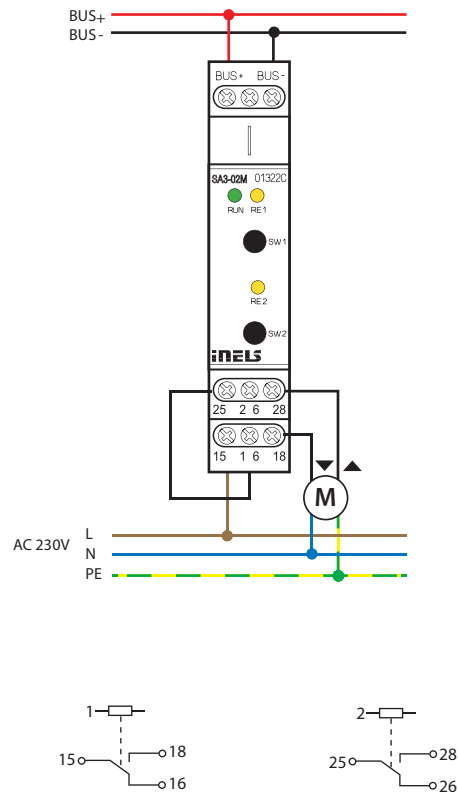 BUS+
BUS-
BUS+ BUS-
SA3-02M 01322C
RUN RE1
SW1
RE2
SW2
iNELS
25 2 6 28
15 1 6 18
M
AC 230V
L
N
PE
1
15
18
16
2
25
28
26